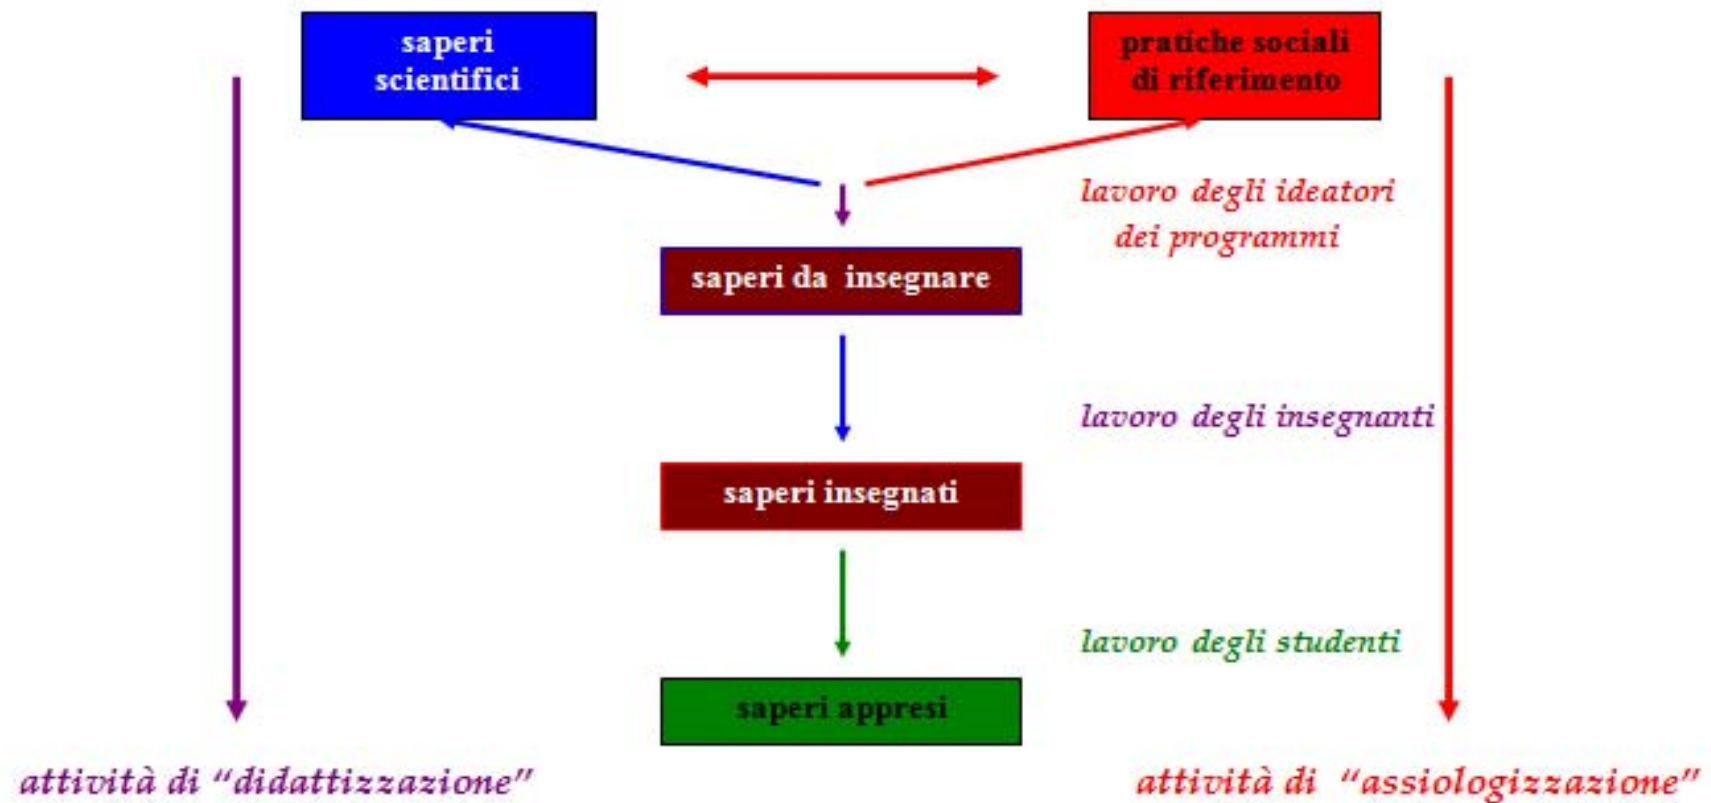 saperi
scientifici
pratiche sociali
di riferimento
lavoro degli ideatori
dei programmi
saperi da insegnare
lavoro degli insegnanti
saperi insegnati
lavoro degli studenti
saperi appresi
attività di “didattizzazione”
attività di “assiologizzazione”